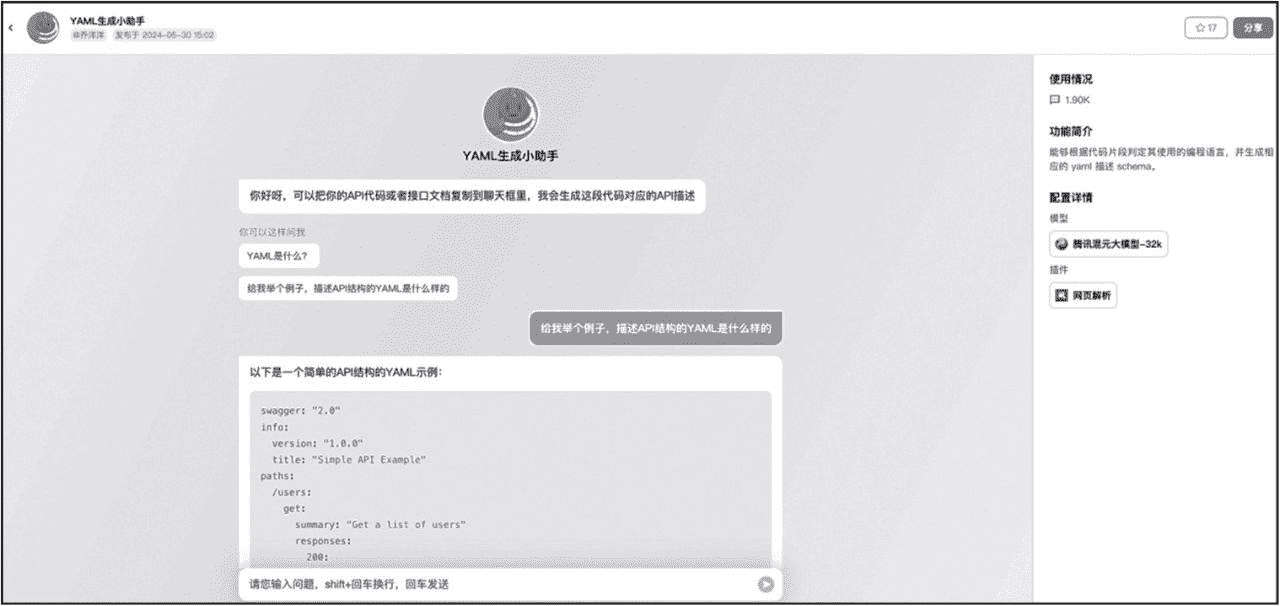 YAML生成小助手
@乔洋洋 发布于 2024-05-30 15:02
17
分享
YAML生成小助手
你好呀，可以把你的API代码或者接口文档复制到聊天框里，我会生成这段代码对应的API描述
你可以这样问我
YAML是什么？
给我举个例子，描述API结构的YAML是什么样的
给我举个例子，描述API结构的YAML是什么样的
以下是一个简单的API结构的YAML示例：
swagger: "2.0"
info:
version: "1.0.0"
title: "Simple API Example"
paths:
/users:
get:
summary: "Get a list of users"
responses:
200:
请您输入问题，shift+回车换行，回车发送
使用情况
1.90K
功能简介
能够根据代码片段判定其使用的编程语言，并生成相
应的 yaml 描述 schema。
配置详情
模型
腾讯混元大模型-32k
插件
网页解析